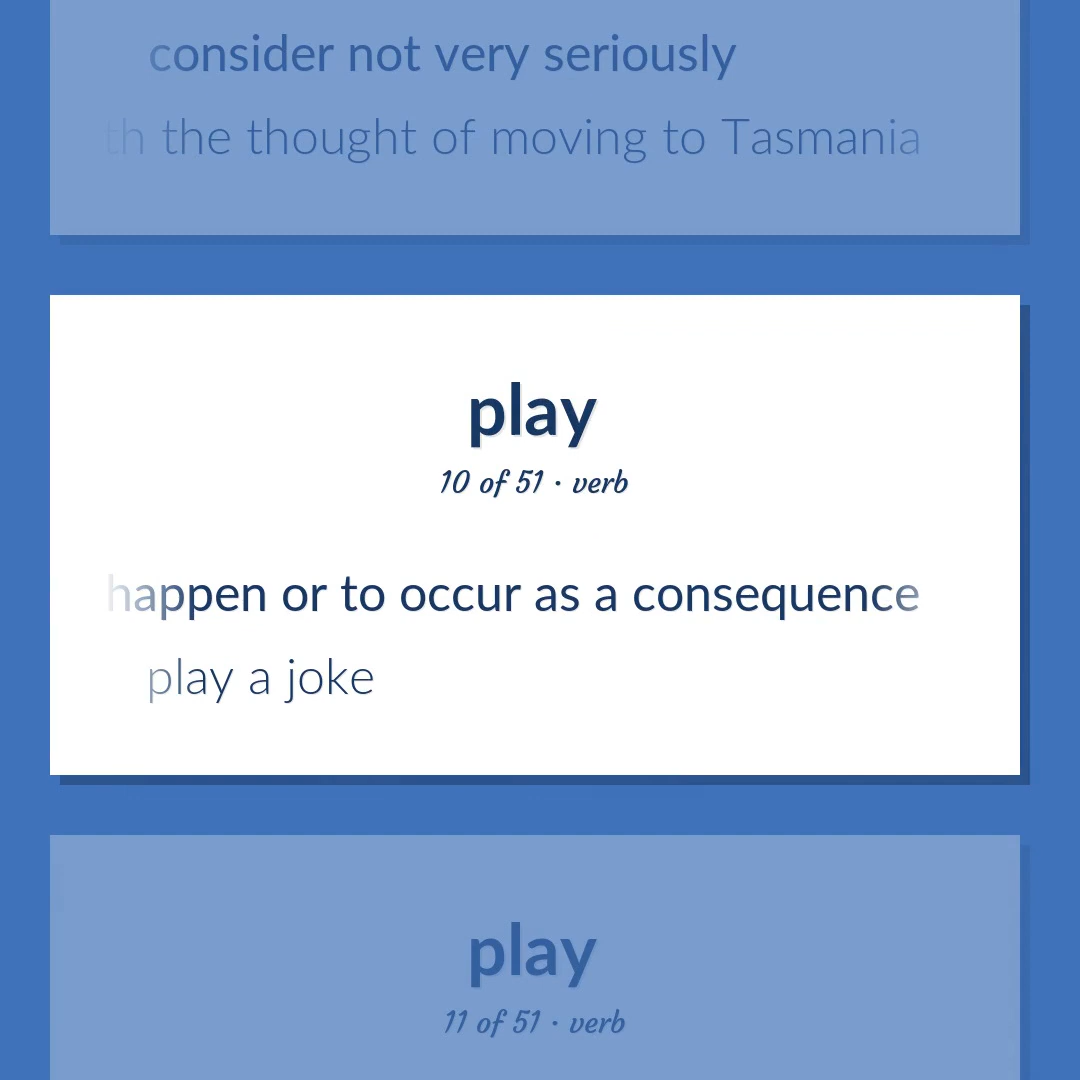 consider not very seriously
th the thought of moving to Tasmania
play
10 of 51 · verb
happen or to occur as a consequence
play a joke
play
11 of 51 · verb